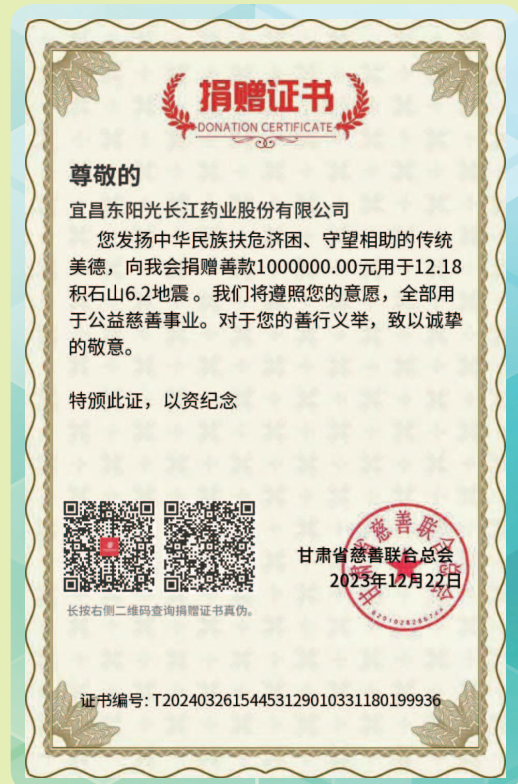 捐赠证书
DONATION CERTIFICATE
尊敬的
宜昌东阳光长江药业股份有限公司
您发扬中华民族扶危济困、守望相助的传统
美德，向我会捐赠善款1000000.00元用于12.18
积石山6.2地震 。我们将遵照您的意愿，全部用
于公益慈善事业。对于您的善行义举，致以诚挚
的敬意。
特颁此证，以资纪念
甘肃省慈善联合总会
2023年12月22日
长按右侧二维码查询捐赠证书真伪。
证书编号: T20240326154453129010331180199936